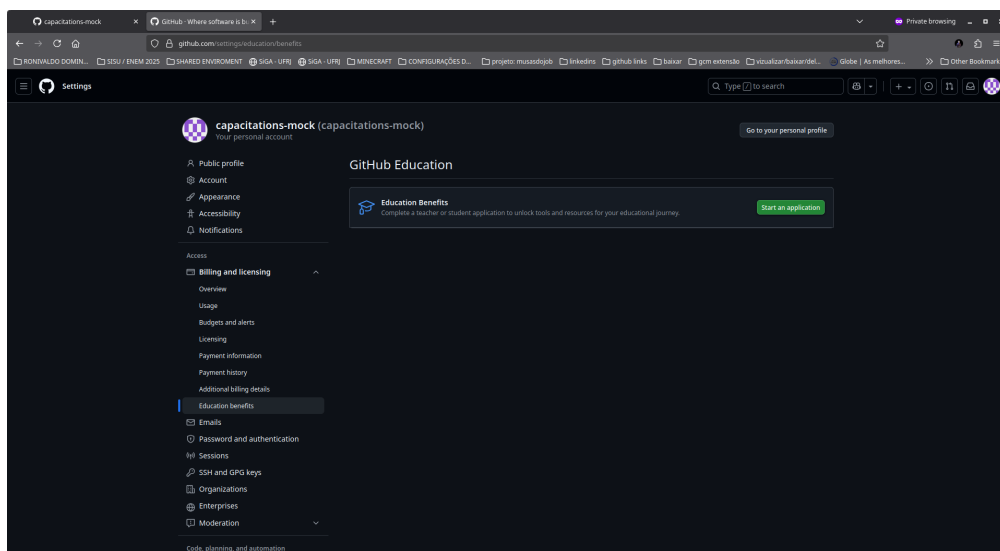 capacitations-mock
GitHub · Where software is bu
Private browsing
github.com/settings/education/benefits
RONIVALDO DOMIN...
SISU / ENEM 2025
SHARED ENVIROMENT
SIGA - UFRJ
SIGA - UFRJ
MINECRAFT
CONFIGURAÇÕES D...
projeto: musasdojob
linkedins
github links
baixar
gcm extensão
vizualizar/baixar/del...
Globe | As melhores...
Other Bookmark
Settings
Type / to search
capacitations-mock (capacitations-mock)
Your personal account
Go to your personal profile
Public profile
Account
Appearance
Accessibility
Notifications
Access
Billing and licensing
Overview
Usage
Budgets and alerts
Licensing
Payment information
Payment history
Additional billing details
Education benefits
Emails
Password and authentication
Sessions
SSH and GPG keys
Organizations
Enterprises
Moderation
Code, planning, and automation
GitHub Education
Education Benefits
Complete a teacher or student application to unlock tools and resources for your educational journey.
Start an application